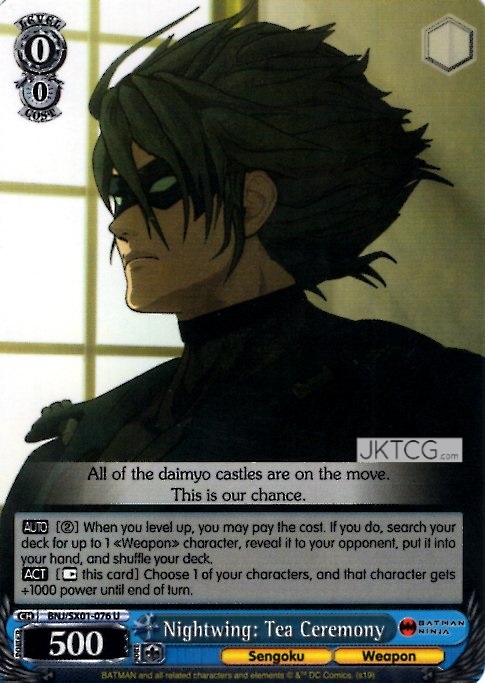 LEVEL
0
0
COST
JKTCG.com
All of the daimyo castles are on the move.
This is our chance.
AUTO [②] When you level up, you may pay the cost. If you do, search your
deck for up to 1 «Weapon» character, reveal it to your opponent, put it into
your hand, and shuffle your deck.
ACT [ this card] Choose 1 of your characters, and that character gets
+1000 power until end of turn.
CH BNJ/SX01-076 U
POWER 500 SOUL Nightwing: Tea Ceremony BATMAN
NINJA
Sengoku Weapon
BATMAN and all related characters and elements © & ™ DC Comics. (s19)